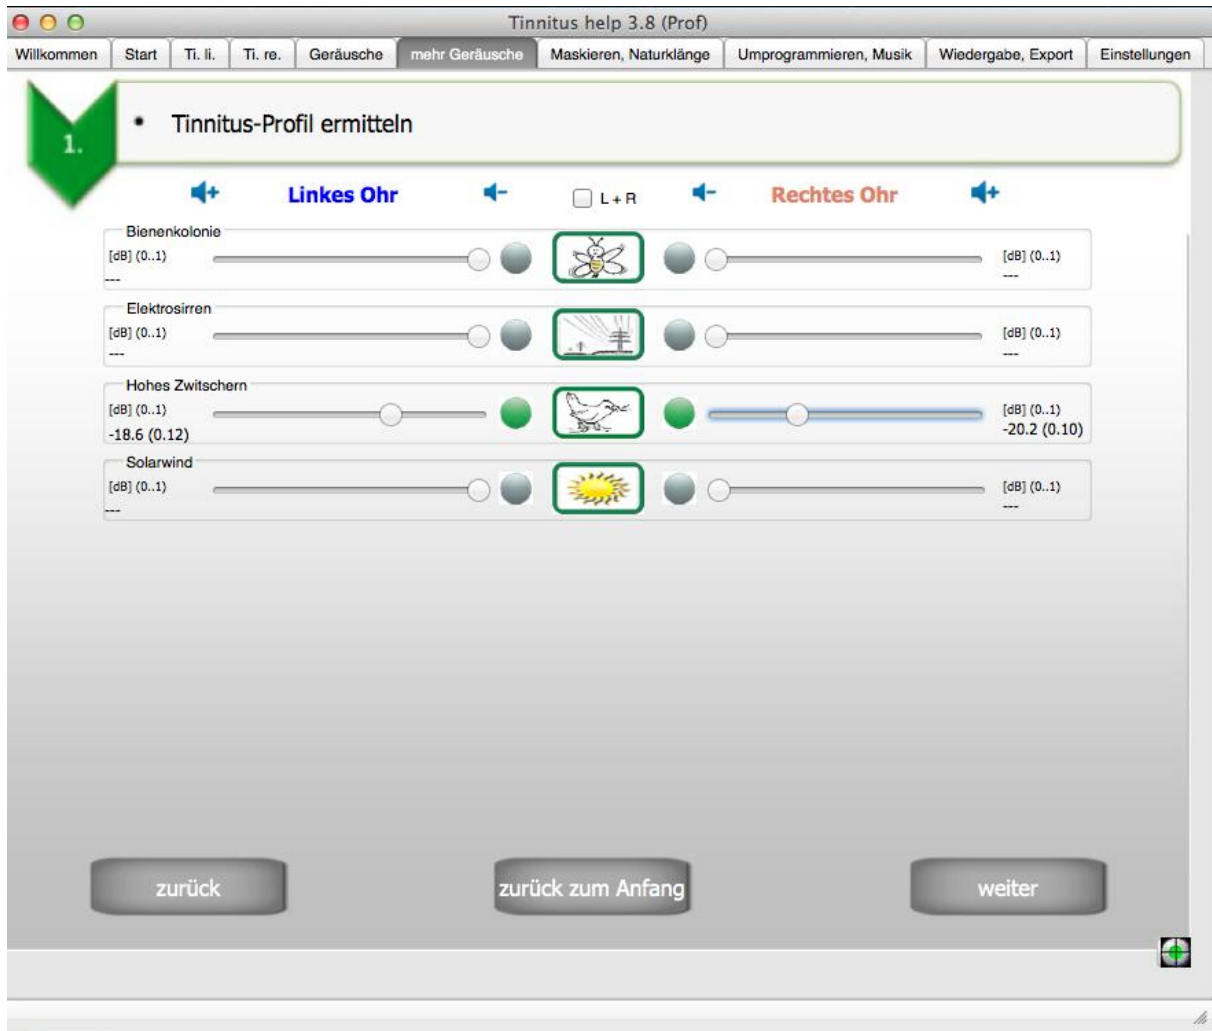 Tinnitus help 3.8 (Prof)
Willkommen Start Ti. li. Ti. re. Geräusche mehr Geräusche Maskieren, Naturklänge Umprogrammieren, Musik Wiedergabe, Export Einstellungen
1. • Tinnitus-Profil ermitteln
Linkes Ohr L + R Rechtes Ohr
Bienenkolonie
[dB] (0..1) [dB] (0..1)
--- ---
Elektrosirren
[dB] (0..1) [dB] (0..1)
--- ---
Hohes Zwitschern
[dB] (0..1) [dB] (0..1)
-18.6 (0.12) -20.2 (0.10)
Solarwind
[dB] (0..1) [dB] (0..1)
--- ---
zurück zurück zum Anfang weiter